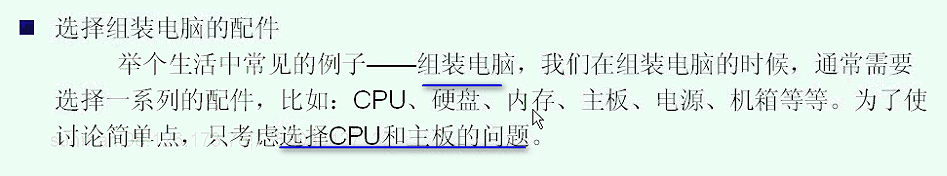 选择组装电脑的配件
举个生活中常见的例子——组装电脑，我们在组装电脑的时候，通常需要
选择一系列的配件，比如：CPU、硬盘、内存、主板、电源、机箱等等。为了使
讨论简单点，只考虑选择CPU和主板的问题。